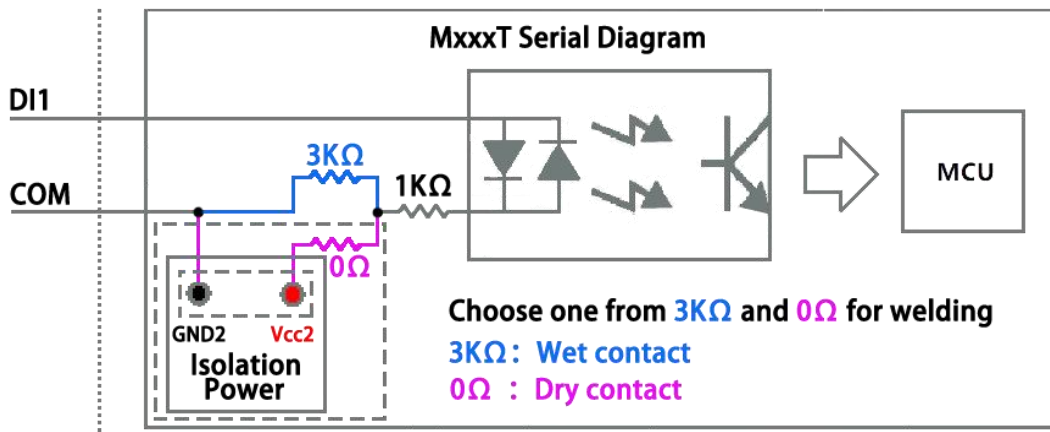 MxxxT Serial Diagram
DI1
3KΩ
COM
1KΩ
MCU
0Ω
GND2
Vcc2
Isolation
Power
Choose one from 3KΩ and 0Ω for welding
3KΩ: Wet contact
0Ω : Dry contact